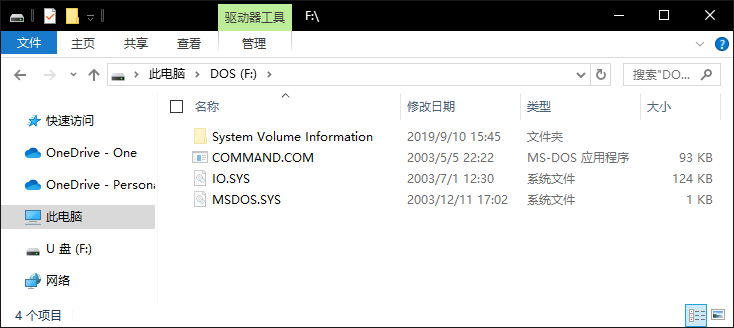 驱动器工具 F:\
文件 主页 共享 查看 管理
此电脑 DOS (F:) 搜索"DO...
名称 修改日期 类型 大小
快速访问
OneDrive - One
OneDrive - Persona
此电脑
U 盘 (F:)
网络
System Volume Information 2019/9/10 15:45 文件夹
COMMAND.COM 2003/5/5 22:22 MS-DOS 应用程序 93 KB
IO.SYS 2003/7/1 12:30 系统文件 124 KB
MSDOS.SYS 2003/12/11 17:02 系统文件 1 KB
4 个项目